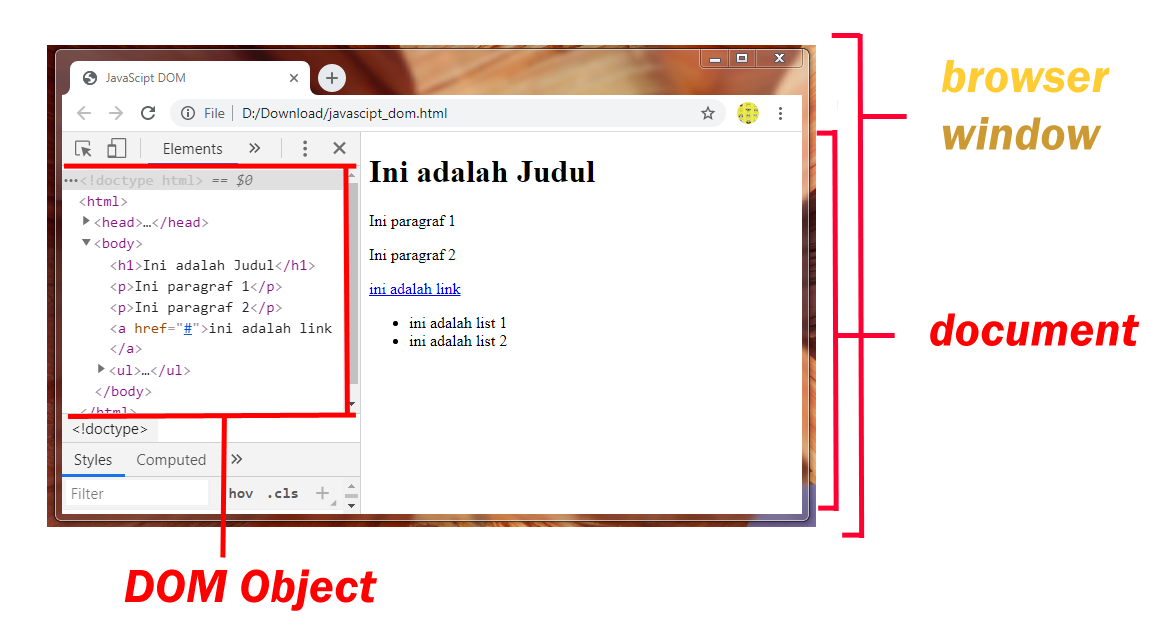 JavaScipt DOM
File D:/Download/javascipt_dom.html
Elements
<!doctype html> == $0
<html>
<head>…</head>
<body>
<h1>Ini adalah Judul</h1>
<p>Ini paragraf 1</p>
<p>Ini paragraf 2</p>
<a href="#">ini adalah link
</a>
<ul>…</ul>
</body>
</html>
<!doctype>
Styles Computed
Filter :hov .cls
Ini adalah Judul
Ini paragraf 1
Ini paragraf 2
ini adalah link
ini adalah list 1
ini adalah list 2
browser
window
document
DOM Object